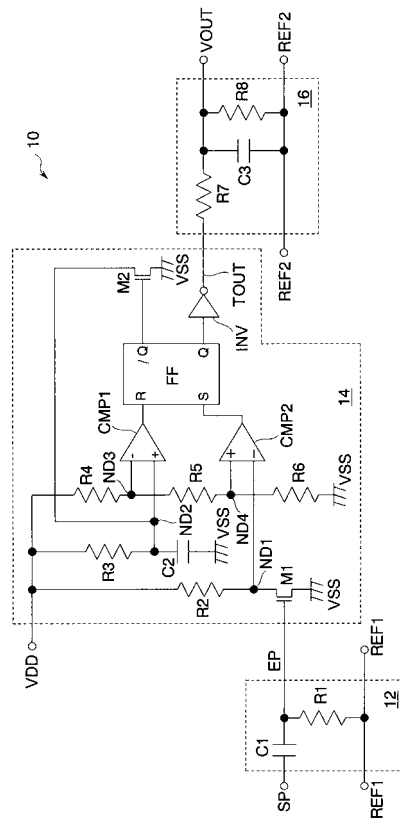 10
VDD
R3
R4
ND3
CMP1
R
/Q
M2
VSS
FF
S
Q
INV
TOUT
R5
ND2
C2
VSS
ND4
CMP2
R2
R6
VSS
ND1
M1
VSS
14
EP
SP
C1
R1
REF1
REF1
12
R7
C3
R8
VOUT
REF2
REF2
16
-
+
+
-